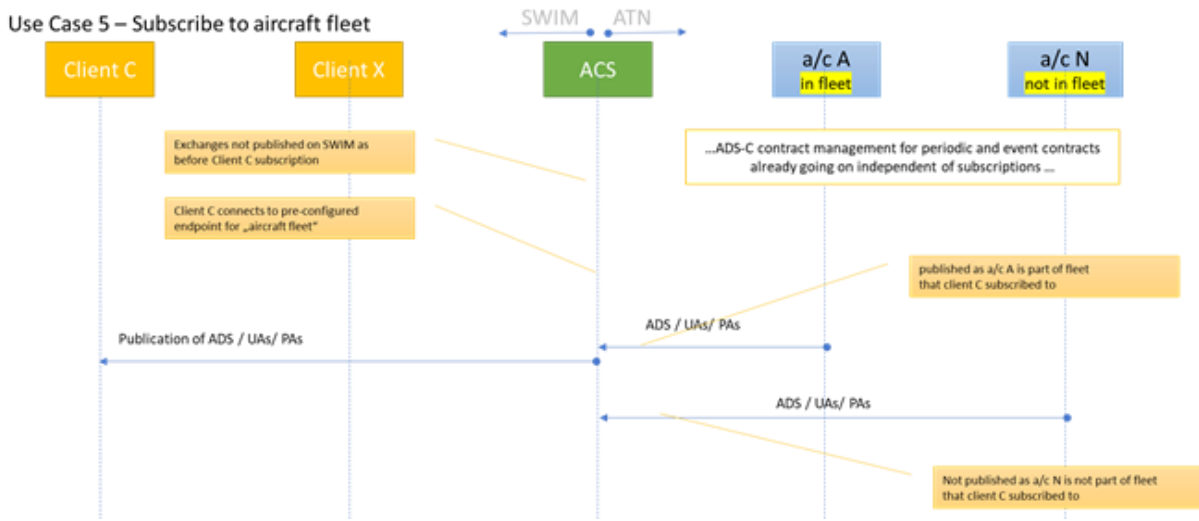 Use Case 5 – Subscribe to aircraft fleet
SWIM
ATN
Client C
Client X
ACS
a/c A
in fleet
a/c N
not in fleet
Exchanges not published on SWIM as
before Client C subscription
...ADS-C contract management for periodic and event contracts
already going on independent of subscriptions ...
Client C connects to pre-configured
endpoint for „aircraft fleet“
published as a/c A is part of fleet
that client C subscribed to
ADS / UAs/ PAs
Publication of ADS / UAs/ PAs
ADS / UAs/ PAs
Not published as a/c N is not part of fleet
that client C subscribed to